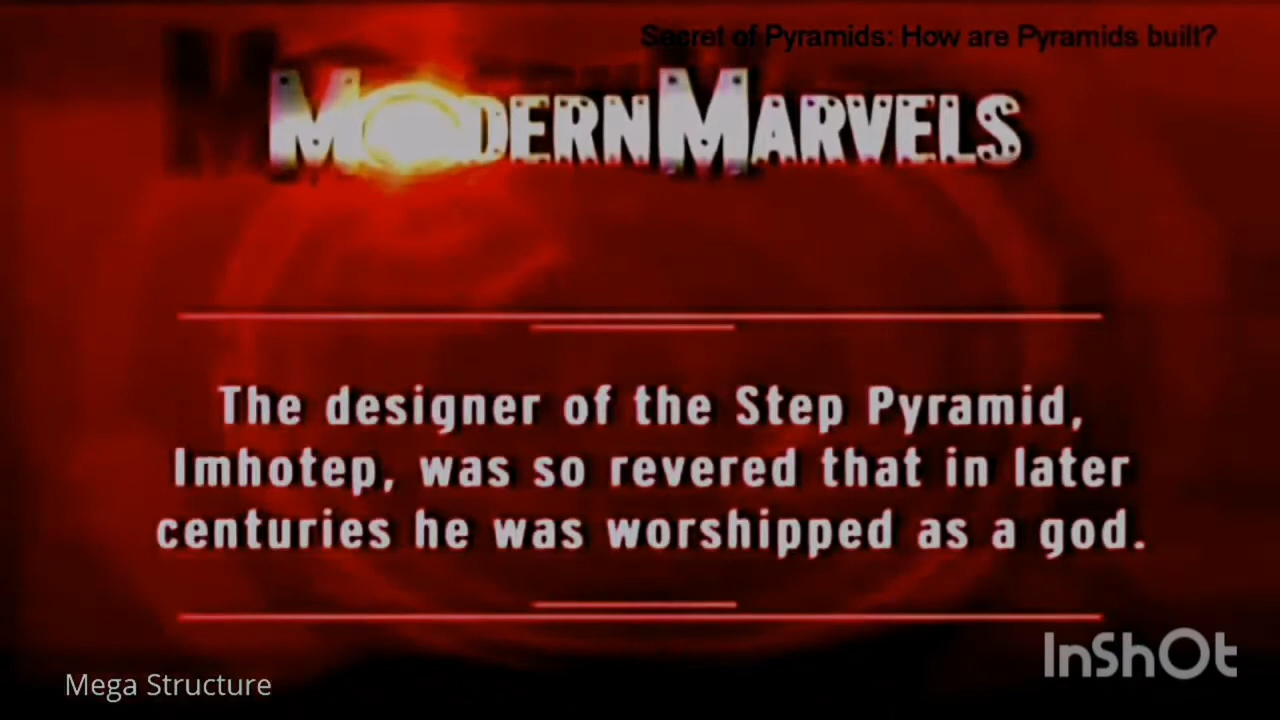 Secret of Pyramids: How are Pyramids built?
MODERN MARVELS
The designer of the Step Pyramid,
Imhotep, was so revered that in later
centuries he was worshipped as a god.
InShOt
Mega Structure